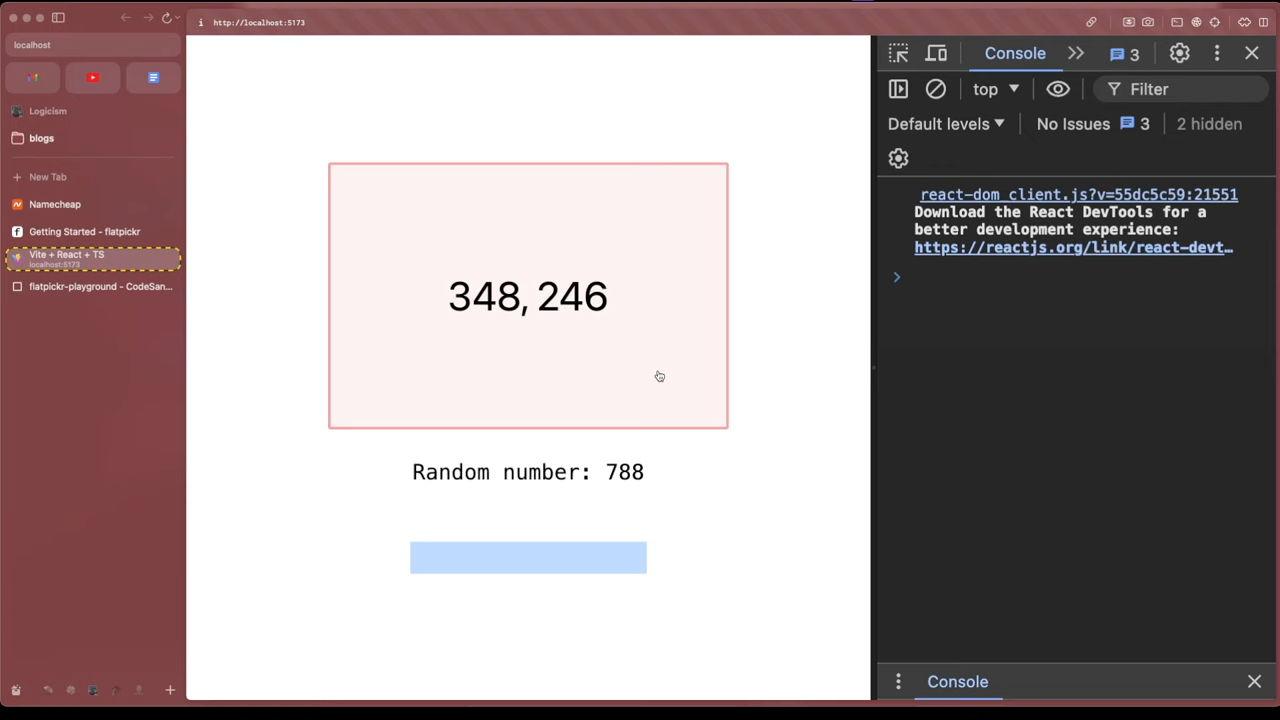 http://localhost:5173
localhost
Logicism
blogs
New Tab
Namecheap
Getting Started - flatpickr
Vite + React + TS
localhost:5173
flatpickr-playground - CodeSan...
348, 246
Random number: 788
Console
3
top
Filter
Default levels
No Issues
3
2 hidden
react-dom client.js?v=55dc5c59:21551
Download the React DevTools for a
better development experience:
https://reactjs.org/link/react-devt…
Console